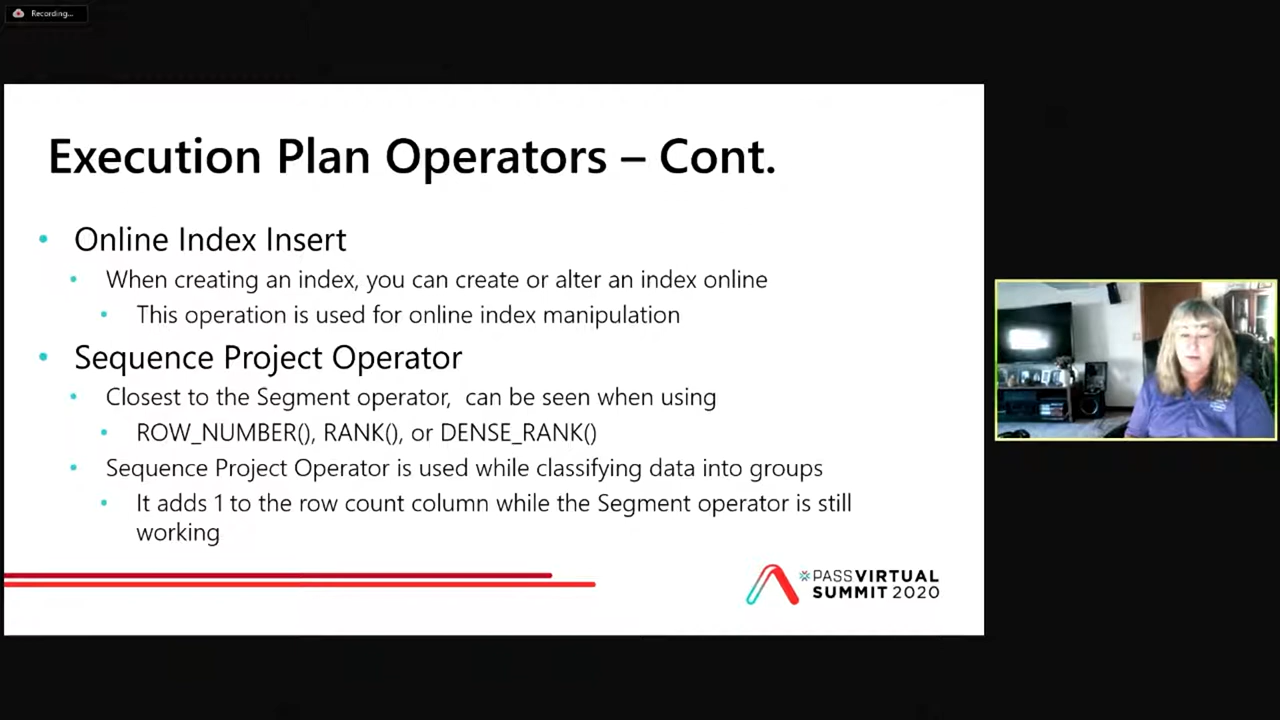 Recording...
Execution Plan Operators – Cont.
• Online Index Insert
• When creating an index, you can create or alter an index online
• This operation is used for online index manipulation
• Sequence Project Operator
• Closest to the Segment operator,  can be seen when using
• ROW_NUMBER(), RANK(), or DENSE_RANK()
• Sequence Project Operator is used while classifying data into groups
• It adds 1 to the row count column while the Segment operator is still
working
PASS VIRTUAL
SUMMIT 2020